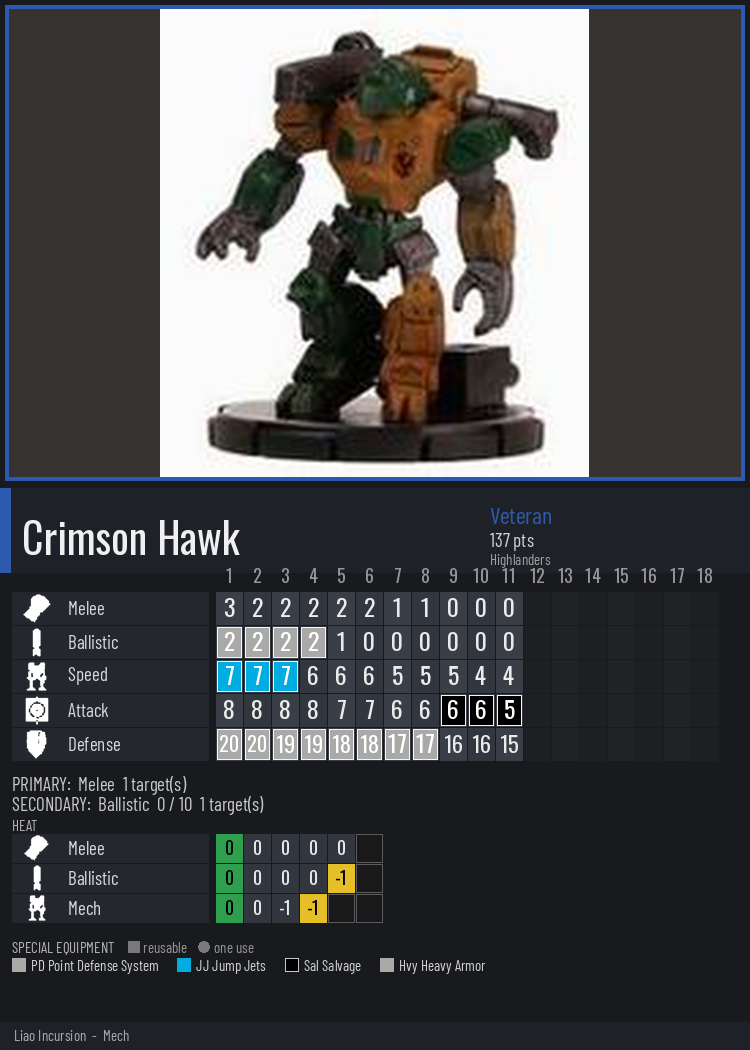 Crimson Hawk
Veteran
137 pts
Highlanders
1 2 3 4 5 6 7 8 9 10 11 12 13 14 15 16 17 18
Melee 3 2 2 2 2 2 1 1 0 0 0
Ballistic 2 2 2 2 1 0 0 0 0 0 0
Speed 7 7 7 6 6 6 5 5 5 4 4
Attack 8 8 8 8 7 7 6 6 6 6 5
Defense 20 20 19 19 18 18 17 17 16 16 15
PRIMARY: Melee 1 target(s)
SECONDARY: Ballistic 0 / 10 1 target(s)
HEAT
Melee 0 0 0 0 0
Ballistic 0 0 0 0 -1
Mech 0 0 -1 -1
SPECIAL EQUIPMENT reusable one use
PD Point Defense System JJ Jump Jets Sal Salvage Hvy Heavy Armor
Liao Incursion - Mech